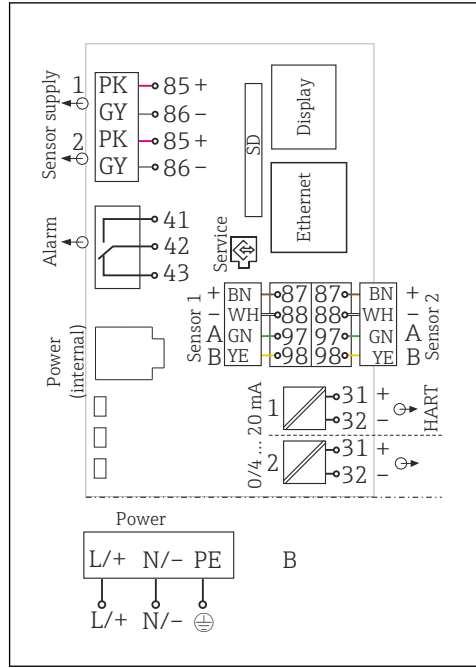 Sensor supply
1 PK 85 +
GY 86 −
2 PK 85 +
GY 86 −
Display
SD
Ethernet
Alarm
41
42
43
Service
Power
(internal)
Sensor 1
+ BN 87 87 BN +
− WH 88 88 WH −
A GN 97 97 GN A
B YE 98 98 YE B
Sensor 2
0/4 ... 20 mA
1 31 +
32 −
HART
2 31 +
32 −
Power
L/+ N/− PE
B
L/+ N/−